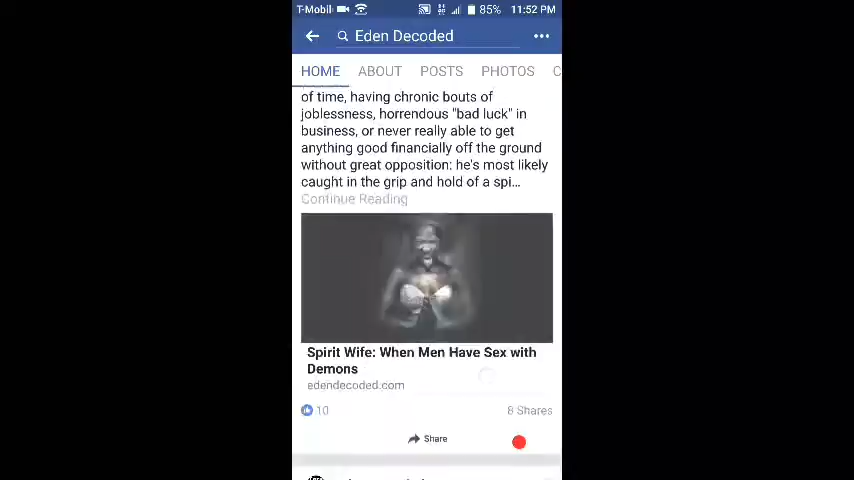 T-Mobil 85% 11:52 PM
Eden Decoded
HOME ABOUT POSTS PHOTOS C
of time, having chronic bouts of
joblessness, horrendous "bad luck" in
business, or never really able to get
anything good financially off the ground
without great opposition: he's most likely
caught in the grip and hold of a spi...
Continue Reading
Spirit Wife: When Men Have Sex with
Demons
edendecoded.com
10 8 Shares
Share